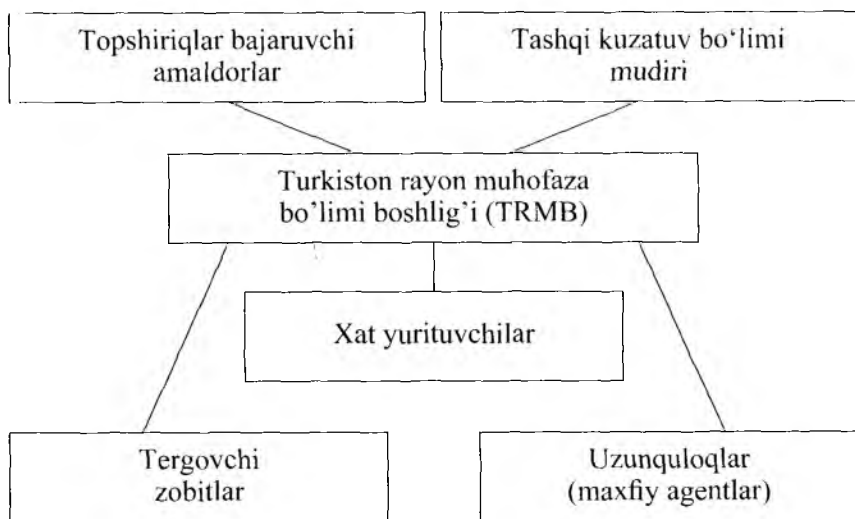 Topshiriqlar bajaruvchi
amaldorlar
Tashqi kuzatuv bo‘limi
mudiri
Turkiston rayon muhofaza
bo’limi boshlig’i (TRMB)
Xat yurituvchilar
Tergovchi
zobitlar
Uzunquloqlar
(maxfiy agentlar)